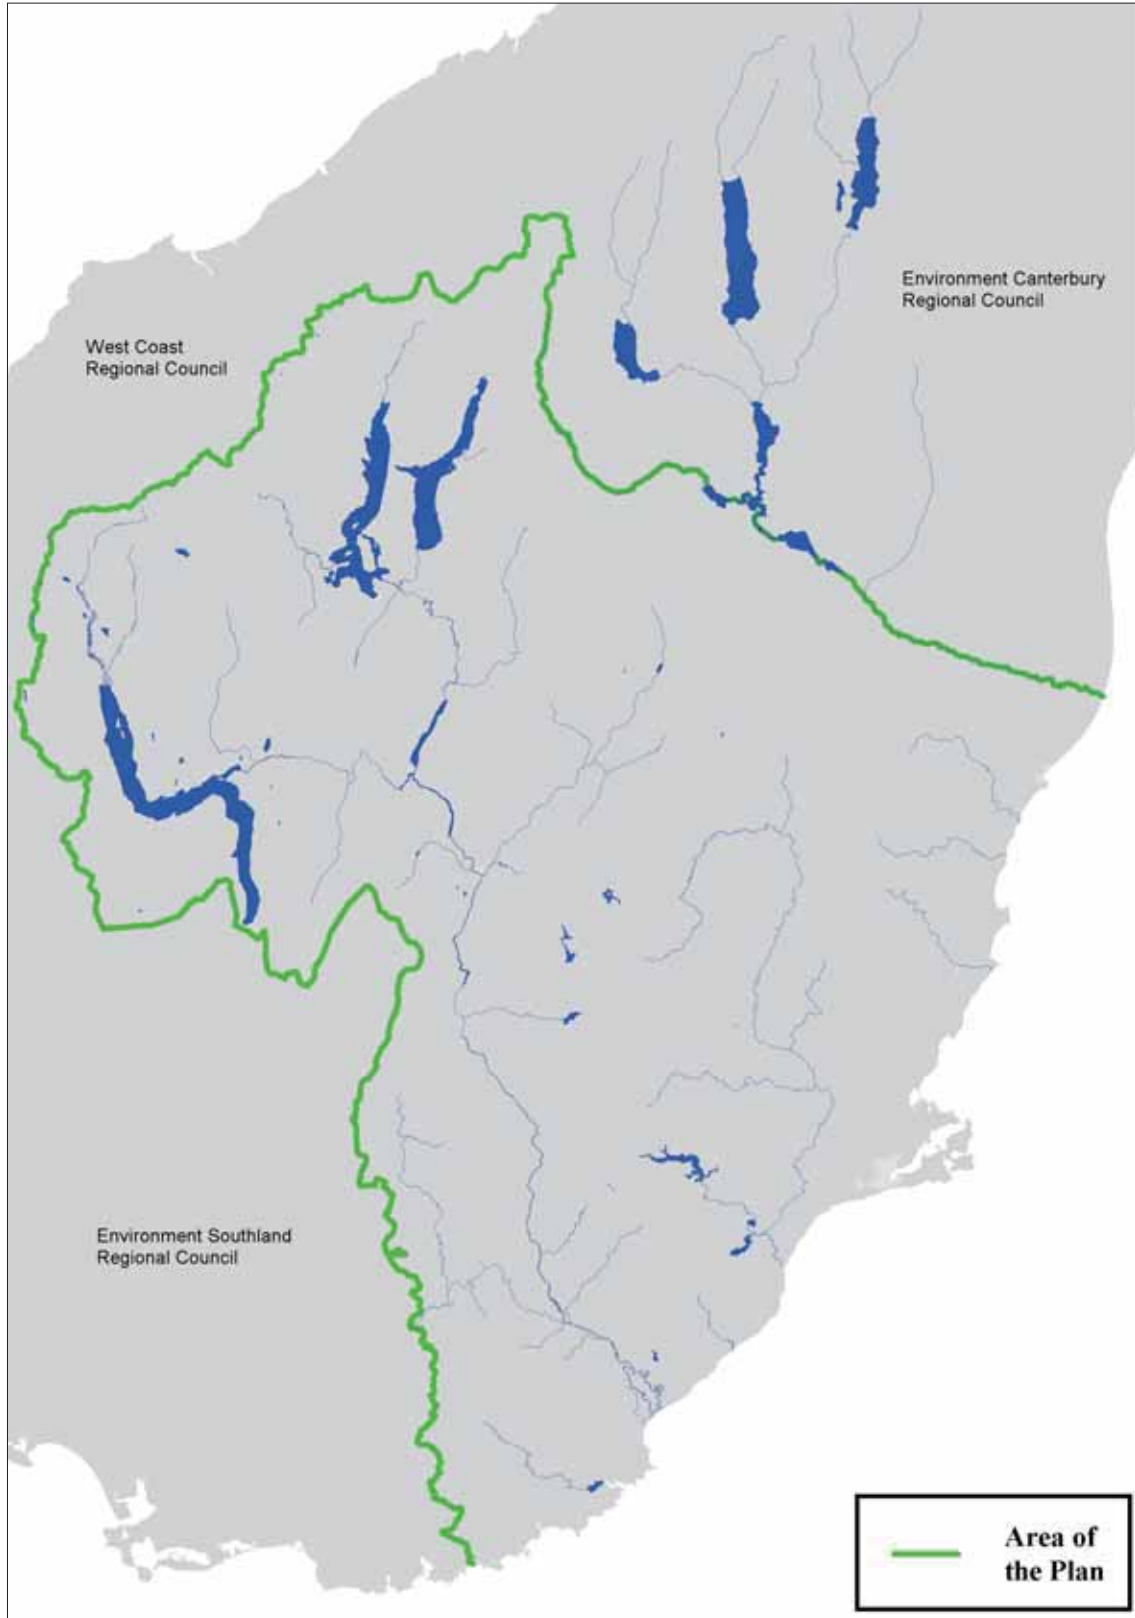 West Coast
Regional Council
Environment Canterbury
Regional Council
Environment Southland
Regional Council
Area of
the Plan